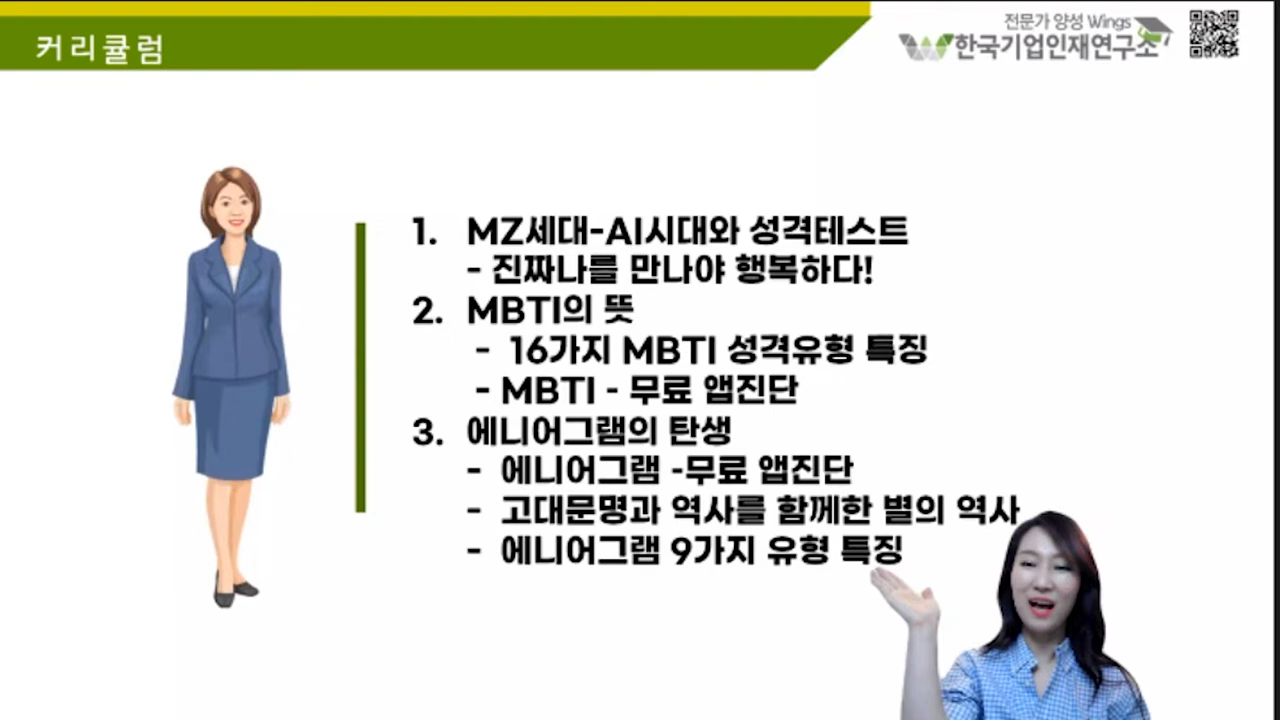 커리큘럼
전문가 양성 Wings
한국기업인재연구소
1. MZ세대-AI시대와 성격테스트
- 진짜나를 만나야 행복하다!
2. MBTI의 뜻
- 16가지 MBTI 성격유형 특징
- MBTI - 무료 앱진단
3. 에니어그램의 탄생
- 에니어그램 -무료 앱진단
- 고대문명과 역사를 함께한 별의 역사
- 에니어그램 9가지 유형 특징